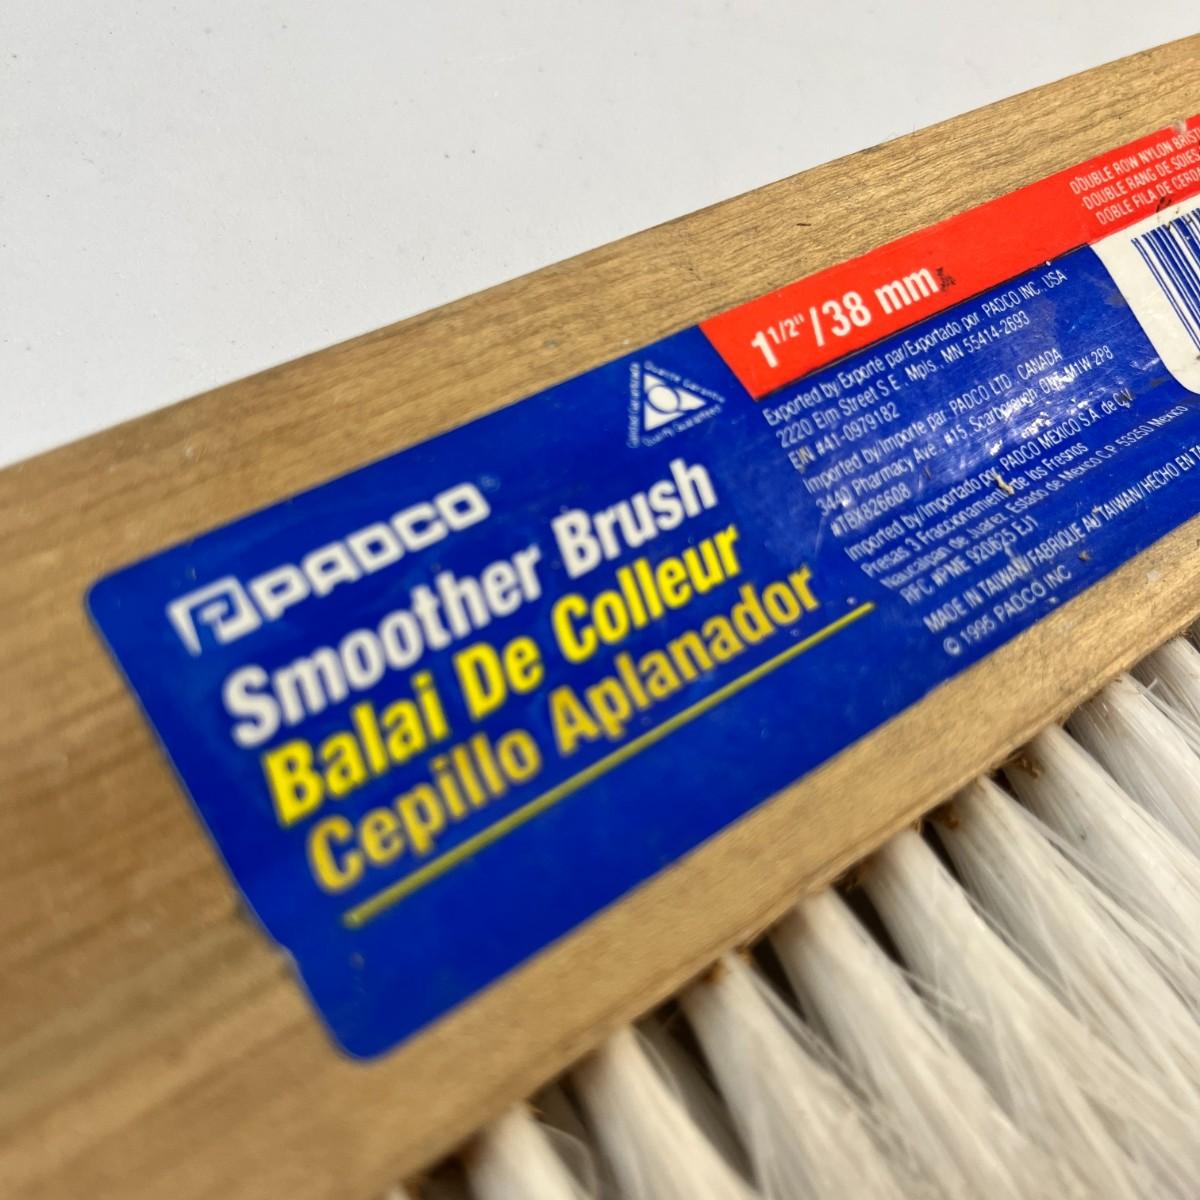 PADCO
Smoother Brush
Balai De Colleur
Cepillo Aplanador
Quality Guarantee
1 1/2"/38 mm
DOUBLE ROW NYLON
DOUBLE RANG DE SOIES
DOBLE FILA DE
Exported by/Exporté par/Exportado por PADCO INC., USA
2220 Elm Street S.E. Mpls., MN 55414-2693
EIN #41-0979182
Imported by/Importé par PADCO LTD., CANADA
3440 Pharmacy Ave #15, Scarborough ONT. M1W-2P8
#TBX826608
Imported by/Importado por PADCO MEXICO S.A. de C.V.
Presas 3 Fraccionamiento de los Fresnos
Naucalpan de Juarez Estado de Mexico C.P. 53250 Mexico
RFC #PME 920625 EJ1
MADE IN TAIWAN/FABRIQUE AU TAIWAN/HECHO EN
© 1995 PADCO INC